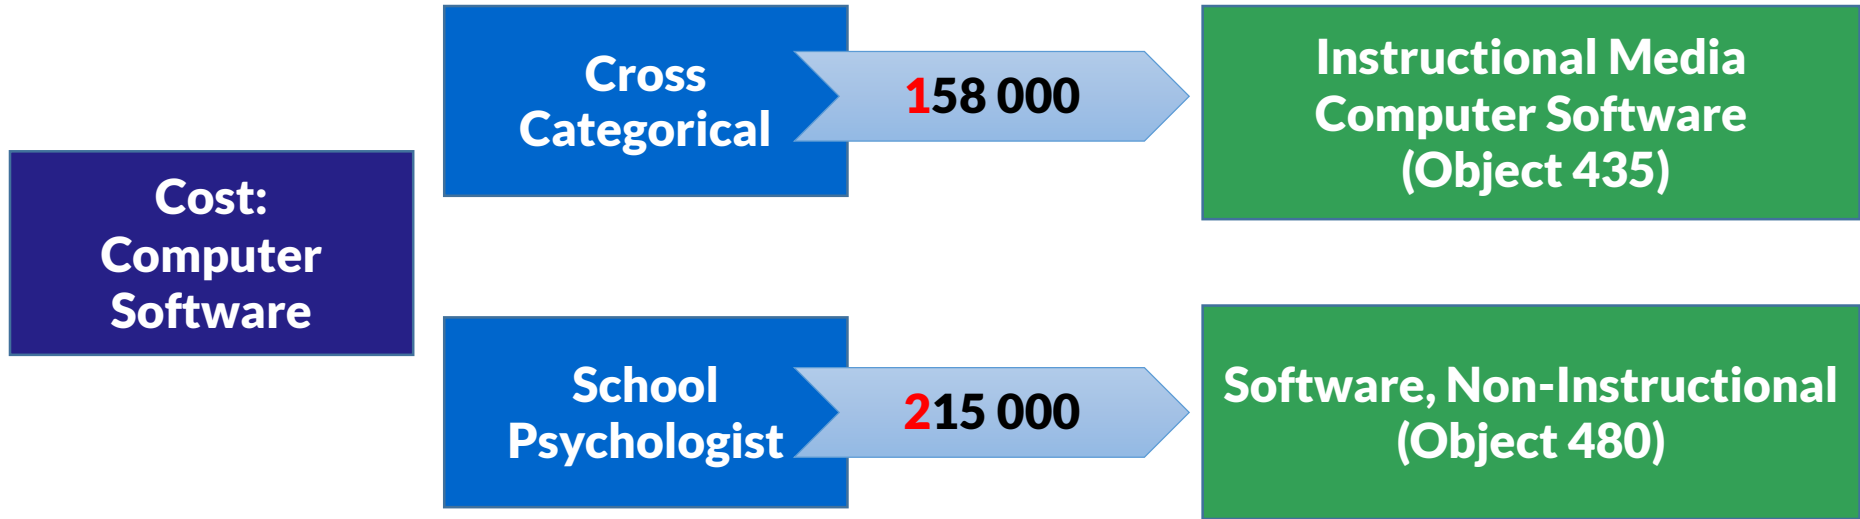 Cost:
Computer
Software
Cross
Categorical
158 000
Instructional Media
Computer Software
(Object 435)
School
Psychologist
215 000
Software, Non-Instructional
(Object 480)